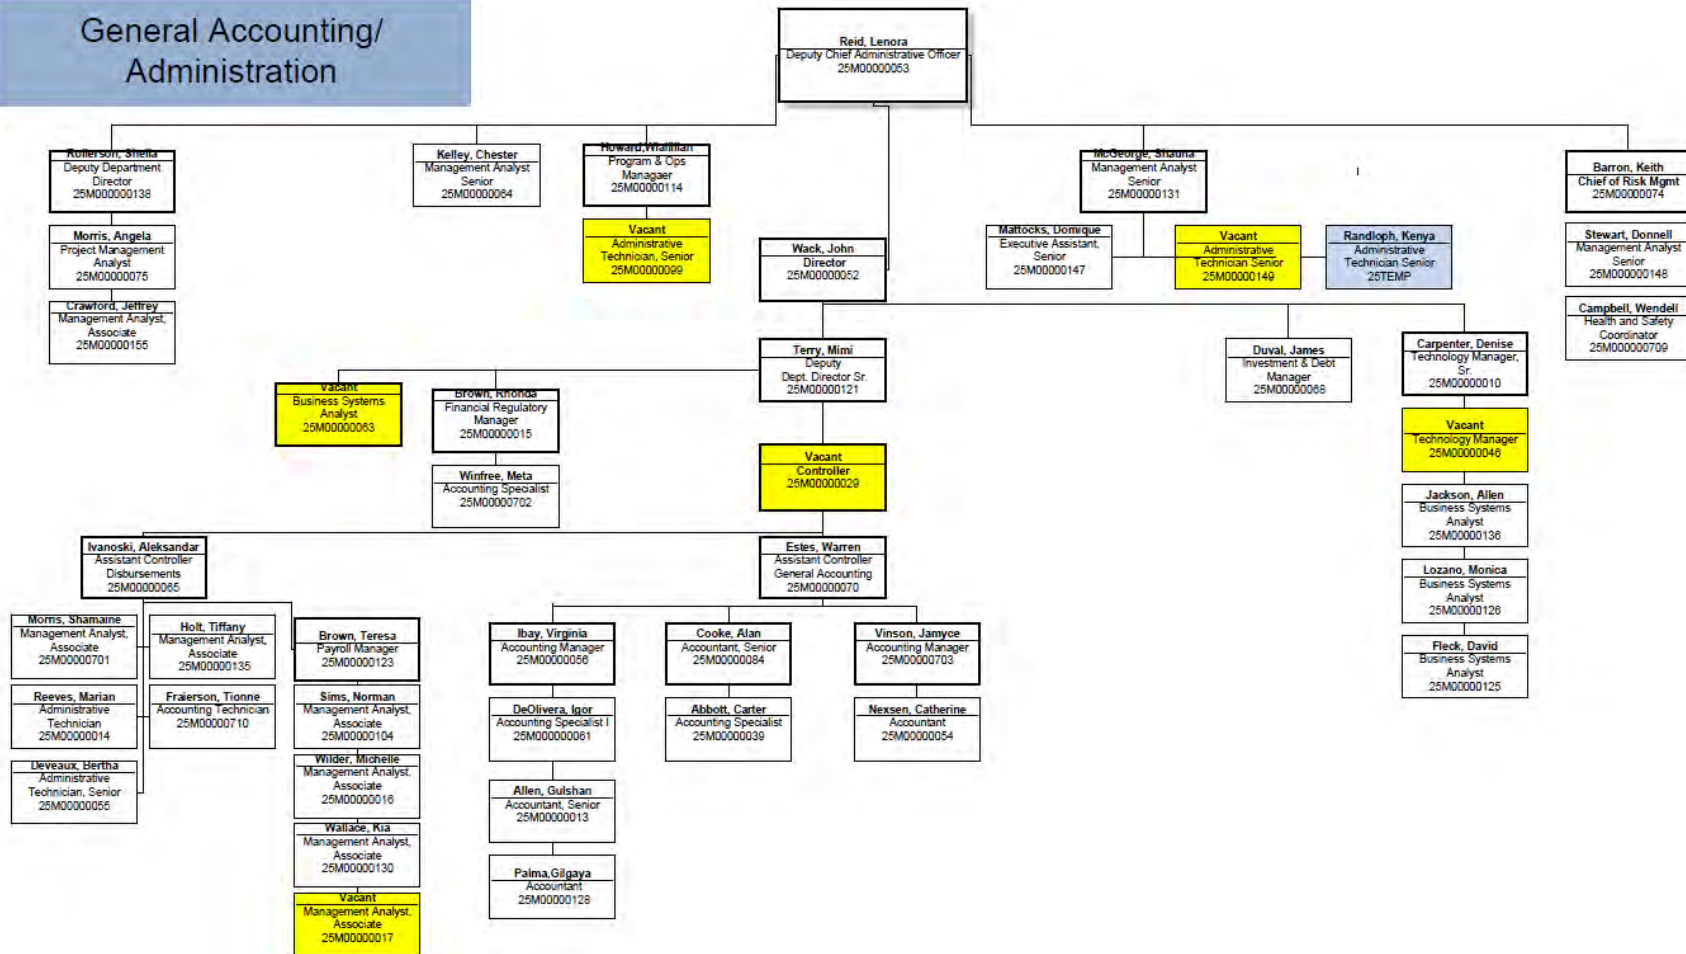 General Accounting/
Administration
Reid, Lenora
Deputy Chief Administrative Officer
25M00000053
Rollerson, Shelia
Deputy Department
Director
25M000000138
Morris, Angela
Project Management
Analyst
25M00000075
Crawford, Jeffrey
Management Analyst,
Associate
25M00000155
Kelley, Chester
Management Analyst
Senior
25M00000064
Program & Ops
Managaer
25M00000114
Vacant
Administrative
Technician, Senior
25M00000099
Wack, John
Director
25M00000052
McGeorge, Shauna
Management Analyst
Senior
25M00000131
Mattocks, Domique
Executive Assistant,
Senior
25M00000147
Vacant
Administrative
Technician Senior
25M00000149
Randloph, Kenya
Administrative
Technician Senior
25TEMP
Barron, Keith
Chief of Risk Mgmt
25M00000074
Stewart, Donnell
Management Analyst
Senior
25M000000148
Campbell, Wendell
Health and Safety
Coordinator
25M000000709
Terry, Mimi
Deputy
Dept. Director Sr.
25M00000121
Duval, James
Investment & Debt
Manager
25M00000068
Carpenter, Denise
Technology Manager,
Sr.
25M00000010
Vacant
Business Systems
Analyst
25M00000063
Brown, Rhonda
Financial Regulatory
Manager
25M00000015
Winfree, Meta
Accounting Specialist
25M00000702
Vacant
Controller
25M00000029
Vacant
Technology Manager
25M00000046
Jackson, Allen
Business Systems
Analyst
25M00000136
Lozano, Monica
Business Systems
Analyst
25M00000126
Fleck, David
Business Systems
Analyst
25M00000125
Ivanoski, Aleksandar
Assistant Controller
Disbursements
25M00000065
Estes, Warren
Assistant Controller
General Accounting
25M00000070
Morris, Shamaine
Management Analyst,
Associate
25M00000701
Holt, Tiffany
Management Analyst,
Associate
25M00000135
Brown, Teresa
Payroll Manager
25M00000123
Reeves, Marian
Administrative
Technician
25M00000014
Fraierson, Tionne
Accounting Technician
25M00000710
Deveaux, Bertha
Administrative
Technician, Senior
25M00000055
Sims, Norman
Management Analyst,
Associate
25M00000104
Wilder, Michelle
Management Analyst,
Associate
25M00000016
Wallace, Kia
Management Analyst,
Associate
25M00000130
Vacant
Management Analyst,
Associate
25M00000017
Ibay, Virginia
Accounting Manager
25M00000056
DeOlivera, Igor
Accounting Specialist I
25M000000061
Allen, Gulshan
Accountant, Senior
25M00000013
Palma,Gilgaya
Accountant
25M00000128
Cooke, Alan
Accountant, Senior
25M00000084
Abbott, Carter
Accounting Specialist
25M00000039
Vinson, Jamyce
Accounting Manager
25M00000703
Nexsen, Catherine
Accountant
25M00000054